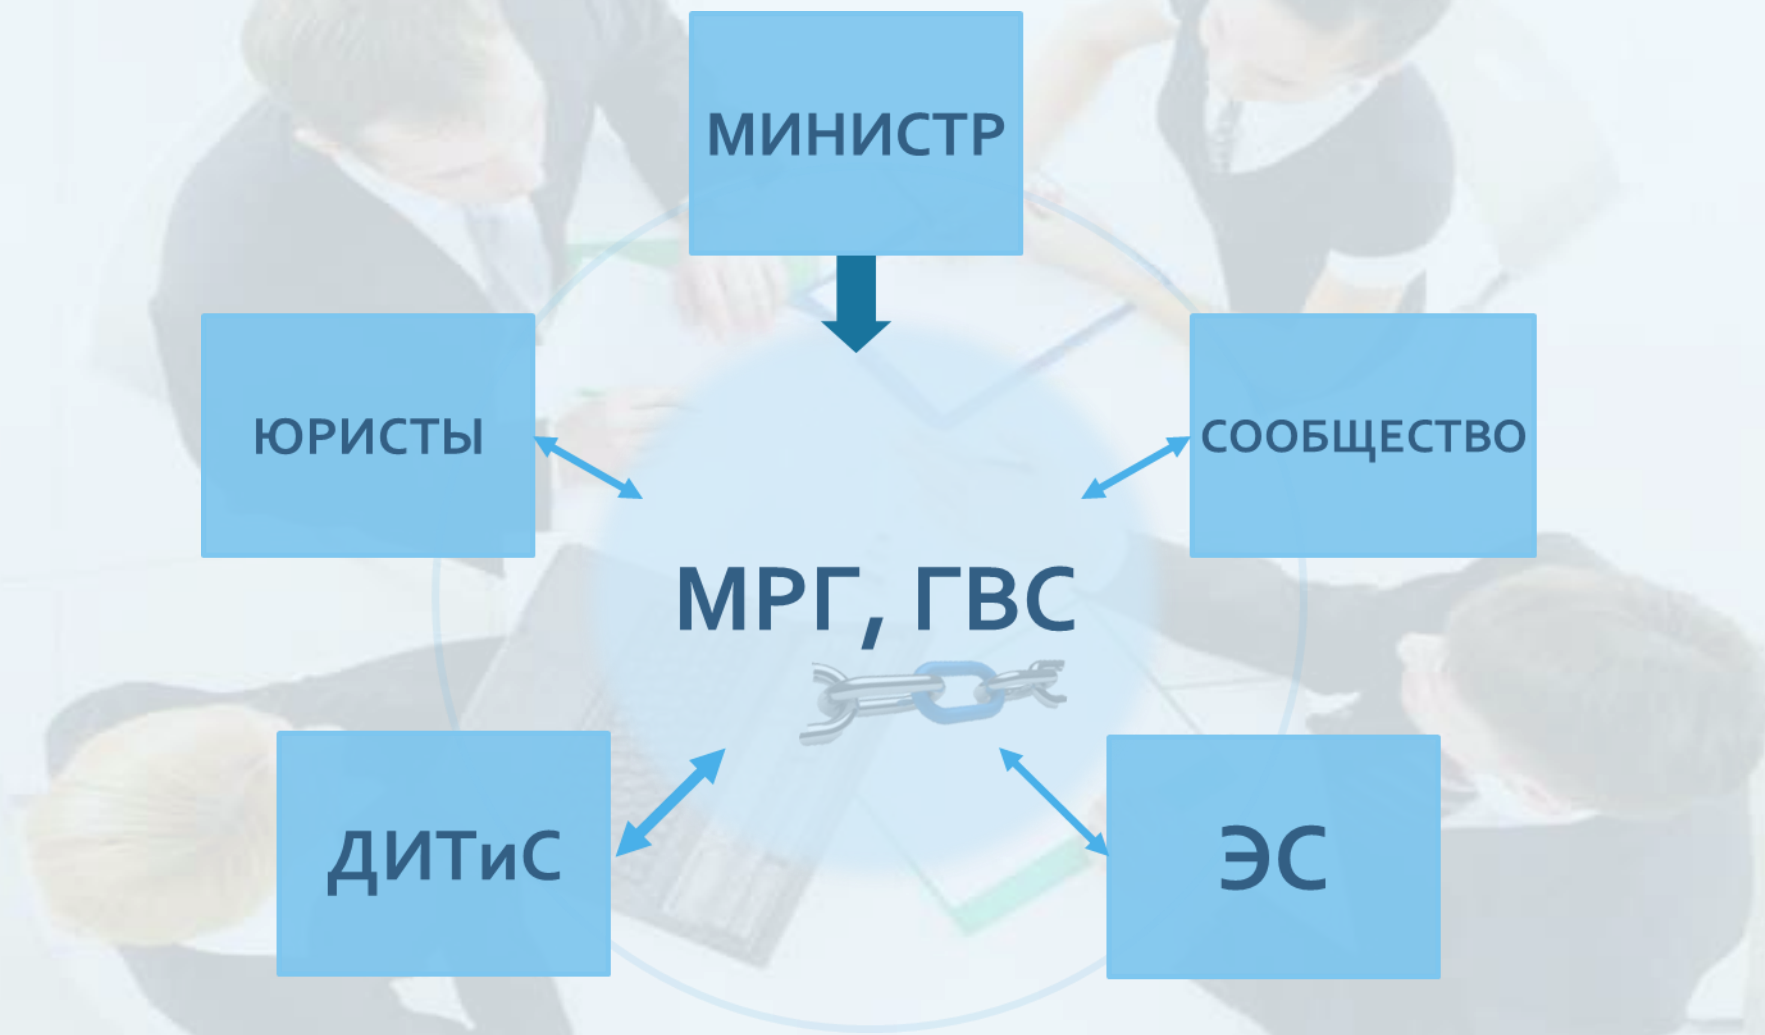 МИНИСТР
ЮРИСТЫ
СООБЩЕСТВО
МРГ, ГВС
ДИТиС
ЭС